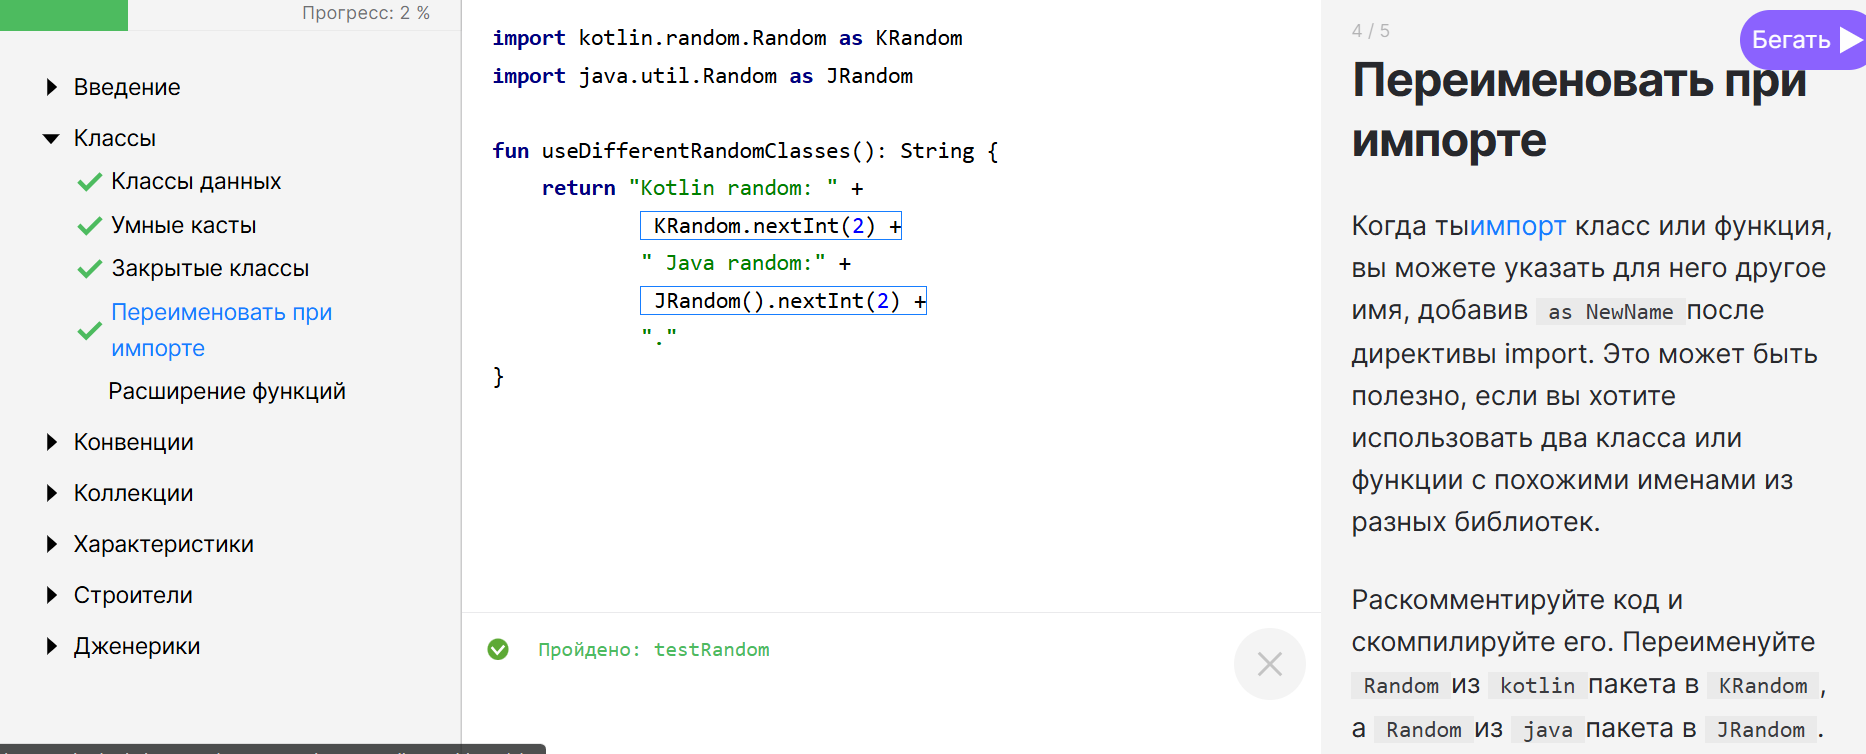 Прогресс: 2 %
Введение
Классы
Классы данных
Умные касты
Закрытые классы
Переименовать при
импорте
Расширение функций
Конвенции
Коллекции
Характеристики
Строители
Дженерики
import kotlin.random.Random as KRandom
import java.util.Random as JRandom
fun useDifferentRandomClasses(): String {
return "Kotlin random: " +
KRandom.nextInt(2) +
" Java random:" +
JRandom().nextInt(2) +
"."
}
Пройдено: testRandom
4 / 5
Бегать
Переименовать при
импорте
Когда тыимпорт класс или функция,
вы можете указать для него другое
имя, добавив as NewName после
директивы import. Это может быть
полезно, если вы хотите
использовать два класса или
функции с похожими именами из
разных библиотек.
Раскомментируйте код и
скомпилируйте его. Переименуйте
Random из kotlin пакета в KRandom ,
а Random из java пакета в JRandom .